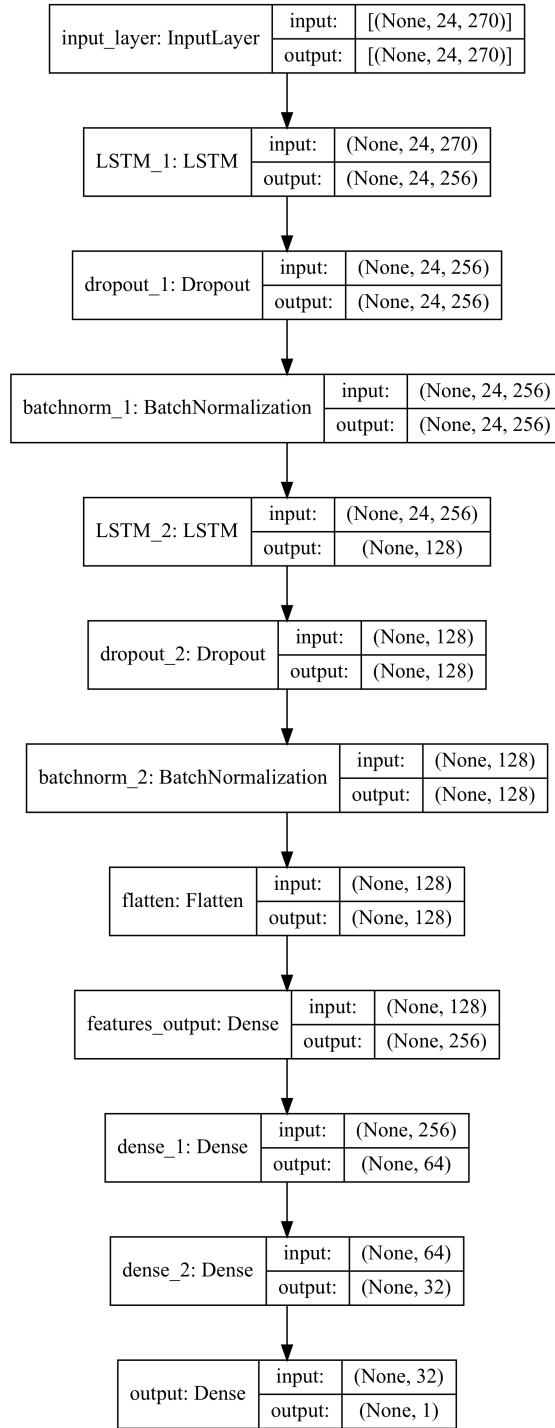 input_layer: InputLayer
input: [(None, 24, 270)]
output: [(None, 24, 270)]
LSTM_1: LSTM
input: (None, 24, 270)
output: (None, 24, 256)
dropout_1: Dropout
input: (None, 24, 256)
output: (None, 24, 256)
batchnorm_1: BatchNormalization
input: (None, 24, 256)
output: (None, 24, 256)
LSTM_2: LSTM
input: (None, 24, 256)
output: (None, 128)
dropout_2: Dropout
input: (None, 128)
output: (None, 128)
batchnorm_2: BatchNormalization
input: (None, 128)
output: (None, 128)
flatten: Flatten
input: (None, 128)
output: (None, 128)
features_output: Dense
input: (None, 128)
output: (None, 256)
dense_1: Dense
input: (None, 256)
output: (None, 64)
dense_2: Dense
input: (None, 64)
output: (None, 32)
output: Dense
input: (None, 32)
output: (None, 1)